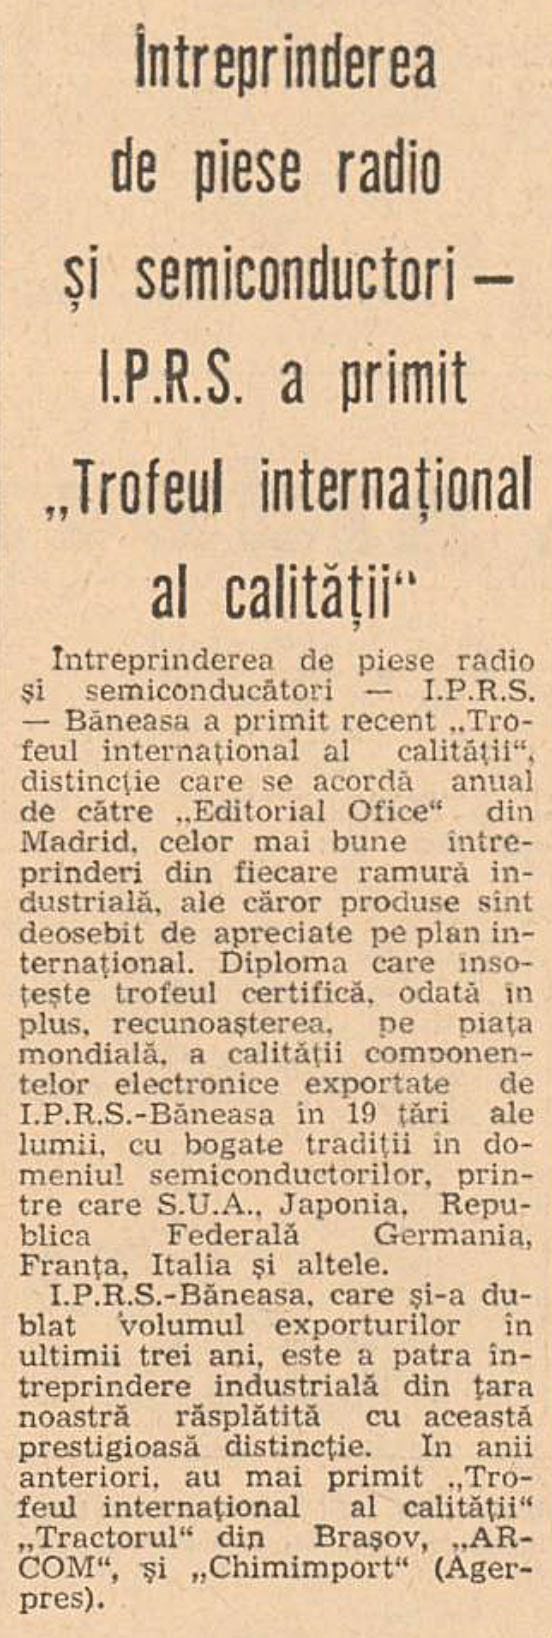 Întreprinderea
de piese radio
și semiconductori —
I.P.R.S. a primit
„Trofeul internațional
al calității“
Întreprinderea de piese radio
și semiconducători — I.P.R.S.
— Băneasa a primit recent „Tro-
feul internațional al calității“,
distincție care se acordă anual
de către „Editorial Ofice“ din
Madrid, celor mai bune între-
prinderi din fiecare ramură in-
dustrială, ale căror produse sînt
deosebit de apreciate pe plan in-
ternațional. Diploma care inso-
țește trofeul certifică, odată în
plus, recunoașterea, pe piața
mondială, a calității componen-
telor electronice exportate de
I.P.R.S.-Băneasa în 19 țări ale
lumii, cu bogate tradiții în do-
meniul semiconductorilor, prin-
tre care S.U.A., Japonia, Repu-
blica Federală Germania,
Franța, Italia și altele.
I.P.R.S.-Băneasa, care și-a du-
blat volumul exporturilor în
ultimii trei ani, este a patra în-
treprindere industrială din țara
noastră răsplătită cu această
prestigioasă distincție. In anii
anteriori, au mai primit „Tro-
feul internațional al calității“
„Tractorul“ din Brașov, „AR-
COM“, și „Chimimport“ (Ager-
pres).